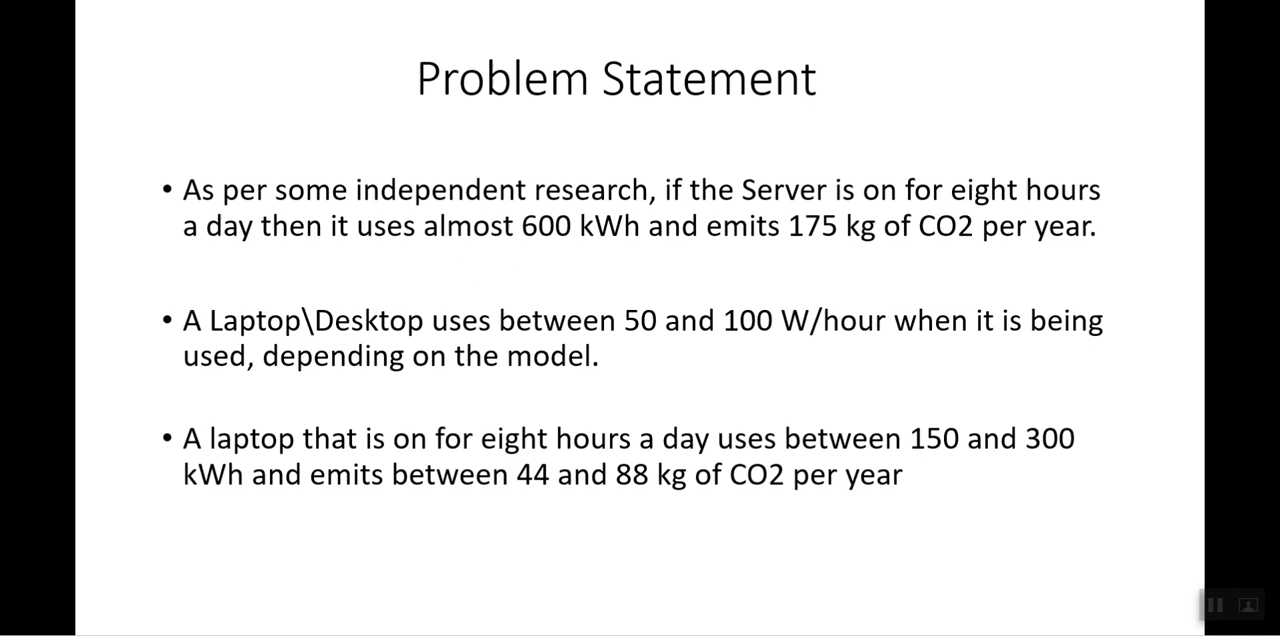 Problem Statement
• As per some independent research, if the Server is on for eight hours
a day then it uses almost 600 kWh and emits 175 kg of CO2 per year.
• A Laptop\Desktop uses between 50 and 100 W/hour when it is being
used, depending on the model.
• A laptop that is on for eight hours a day uses between 150 and 300
kWh and emits between 44 and 88 kg of CO2 per year